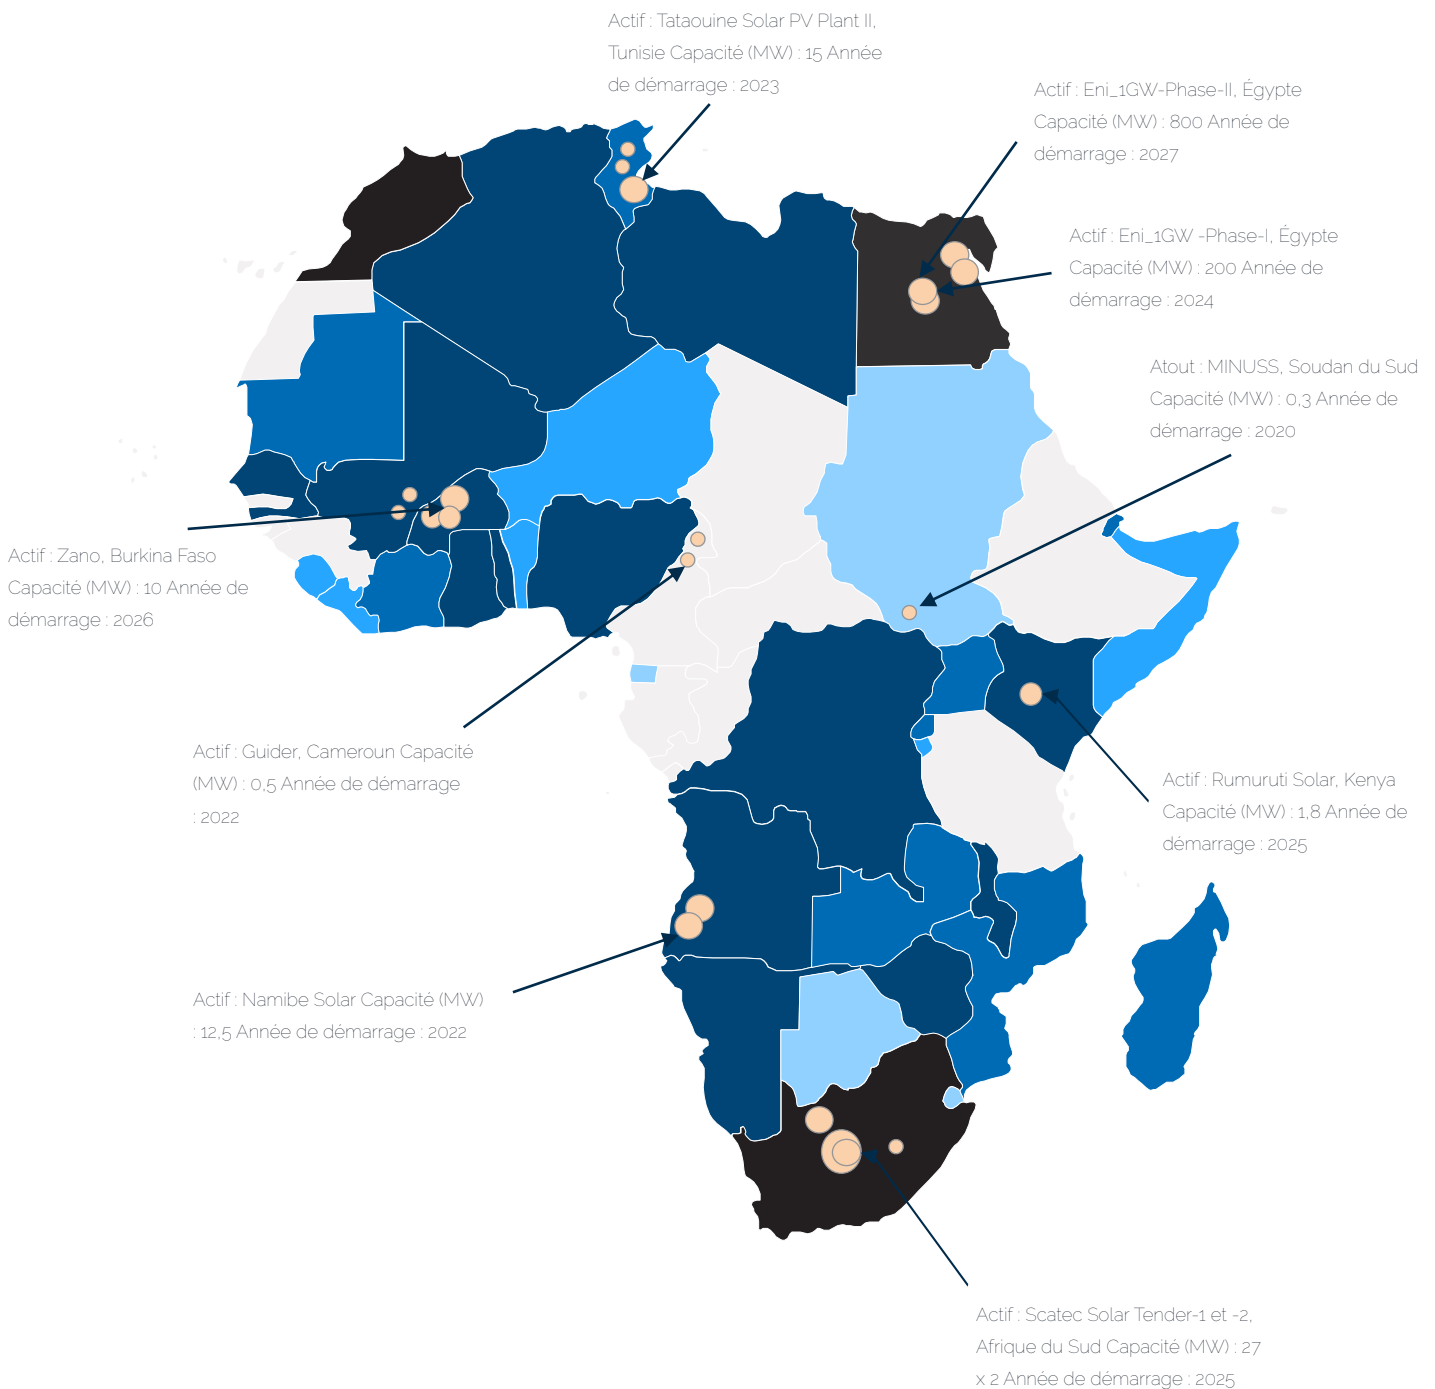 Actif : Tataouine Solar PV Plant II,
Tunisie Capacité (MW) : 15 Année
de démarrage : 2023
Actif : Eni_1GW-Phase-II, Égypte
Capacité (MW) : 800 Année de
démarrage : 2027
Actif : Eni_1GW -Phase-I, Égypte
Capacité (MW) : 200 Année de
démarrage : 2024
Atout : MINUSS, Soudan du Sud
Capacité (MW) : 0,3 Année de
démarrage : 2020
Actif : Zano, Burkina Faso
Capacité (MW) : 10 Année de
démarrage : 2026
Actif : Guider, Cameroun Capacité
(MW) : 0,5 Année de démarrage
: 2022
Actif : Rumuruti Solar, Kenya
Capacité (MW) : 1,8 Année de
démarrage : 2025
Actif : Namibe Solar Capacité (MW)
: 12,5 Année de démarrage : 2022
Actif : Scatec Solar Tender-1 et -2,
Afrique du Sud Capacité (MW) : 27
x 2 Année de démarrage : 2025